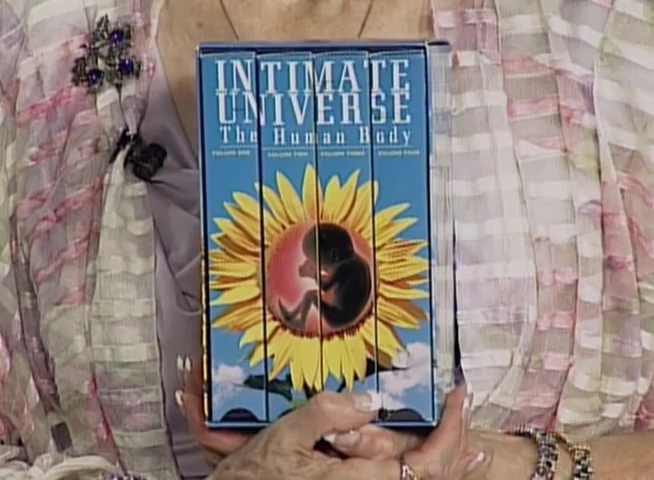 INTIMATE
UNIVERSE
The Human Body
VOLUME ONE VOLUME TWO VOLUME THREE VOLUME FOUR